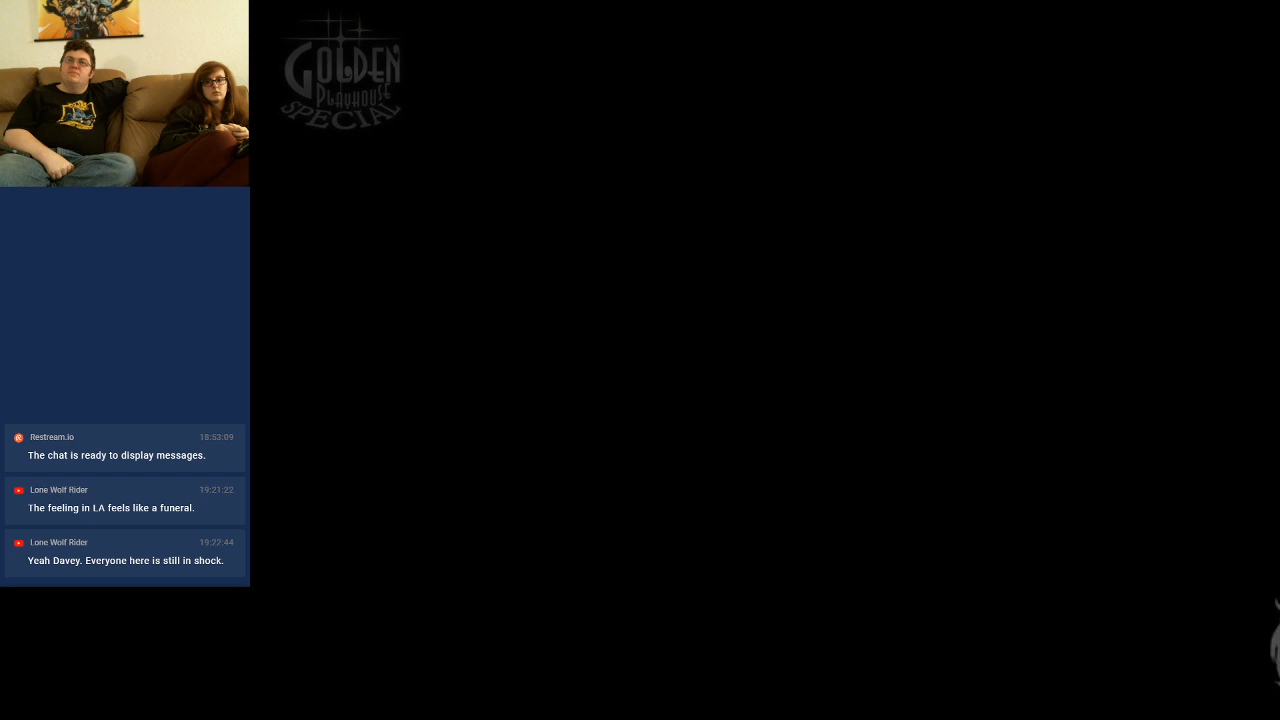 GOLDEN
PLAYHOUSE
SPECIAL
Restream.io 18:53:09
The chat is ready to display messages.
Lone Wolf Rider 19:21:22
The feeling in LA feels like a funeral.
Lone Wolf Rider 19:22:44
Yeah Davey. Everyone here is still in shock.